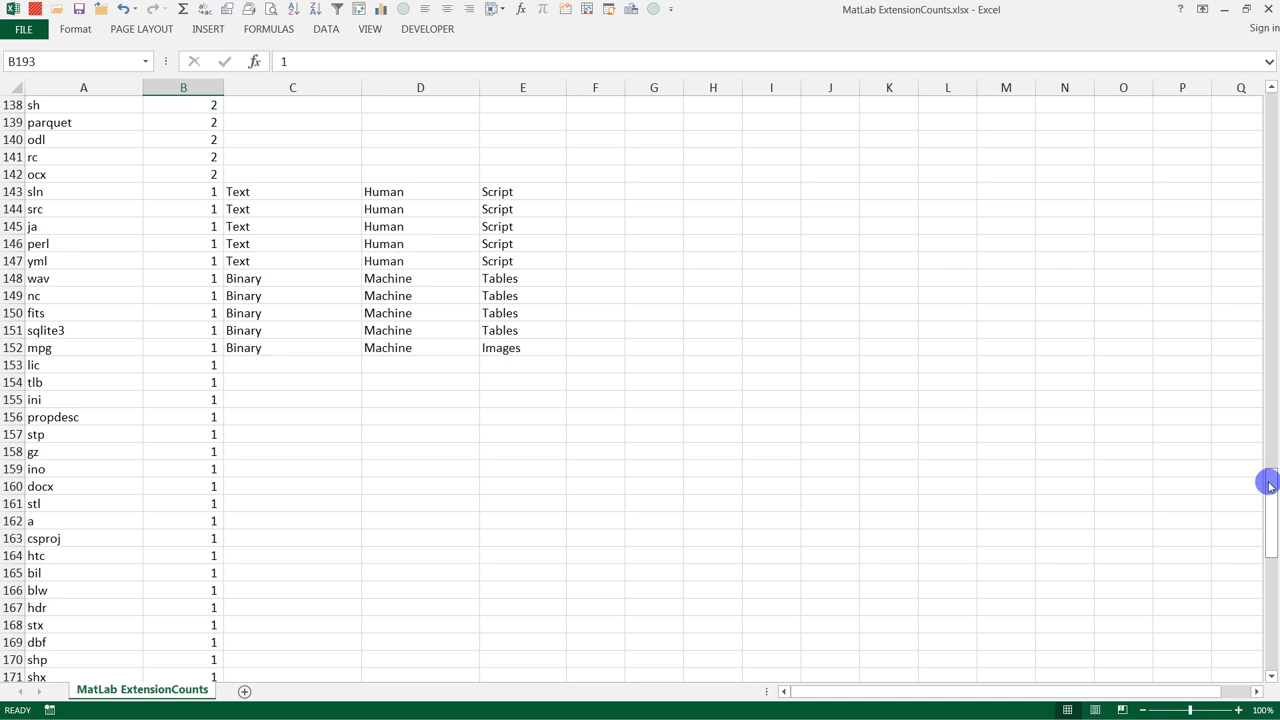 MatLab ExtensionCounts.xlsx - Excel
FILE Format PAGE LAYOUT INSERT FORMULAS DATA VIEW DEVELOPER Sign in
B193 fx 1
A B C D E F G H I J K L M N O P Q
138 sh 2
139 parquet 2
140 odl 2
141 rc 2
142 ocx 2
143 sln 1 Text Human Script
144 src 1 Text Human Script
145 ja 1 Text Human Script
146 perl 1 Text Human Script
147 yml 1 Text Human Script
148 wav 1 Binary Machine Tables
149 nc 1 Binary Machine Tables
150 fits 1 Binary Machine Tables
151 sqlite3 1 Binary Machine Tables
152 mpg 1 Binary Machine Images
153 lic 1
154 tlb 1
155 ini 1
156 propdesc 1
157 stp 1
158 gz 1
159 ino 1
160 docx 1
161 stl 1
162 a 1
163 csproj 1
164 htc 1
165 bil 1
166 blw 1
167 hdr 1
168 stx 1
169 dbf 1
170 shp 1
171 shx 1
MatLab ExtensionCounts
READY 100%